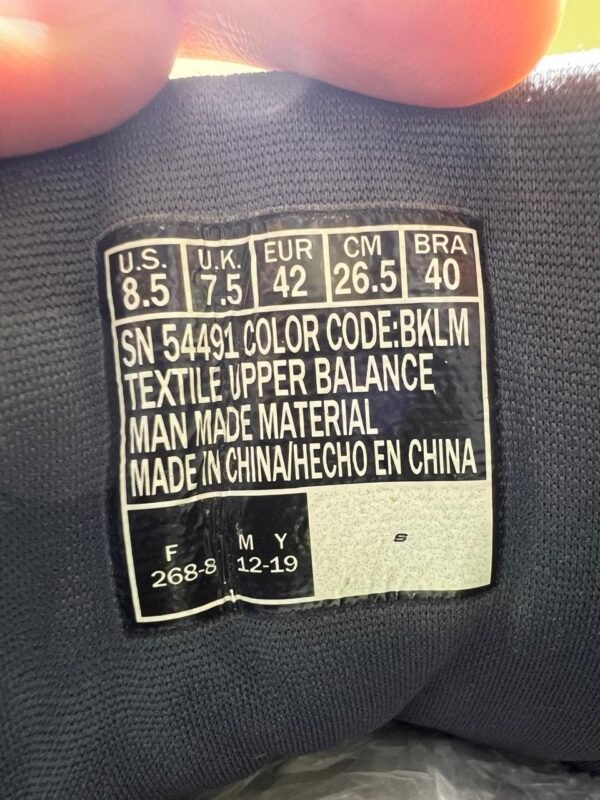 U.S. U.K. EUR CM BRA
8.5 7.5 42 26.5 40
SN 54491 COLOR CODE:BKLM
TEXTILE UPPER BALANCE
MAN MADE MATERIAL
MADE IN CHINA/HECHO EN CHINA
F M Y
268-8 12-19